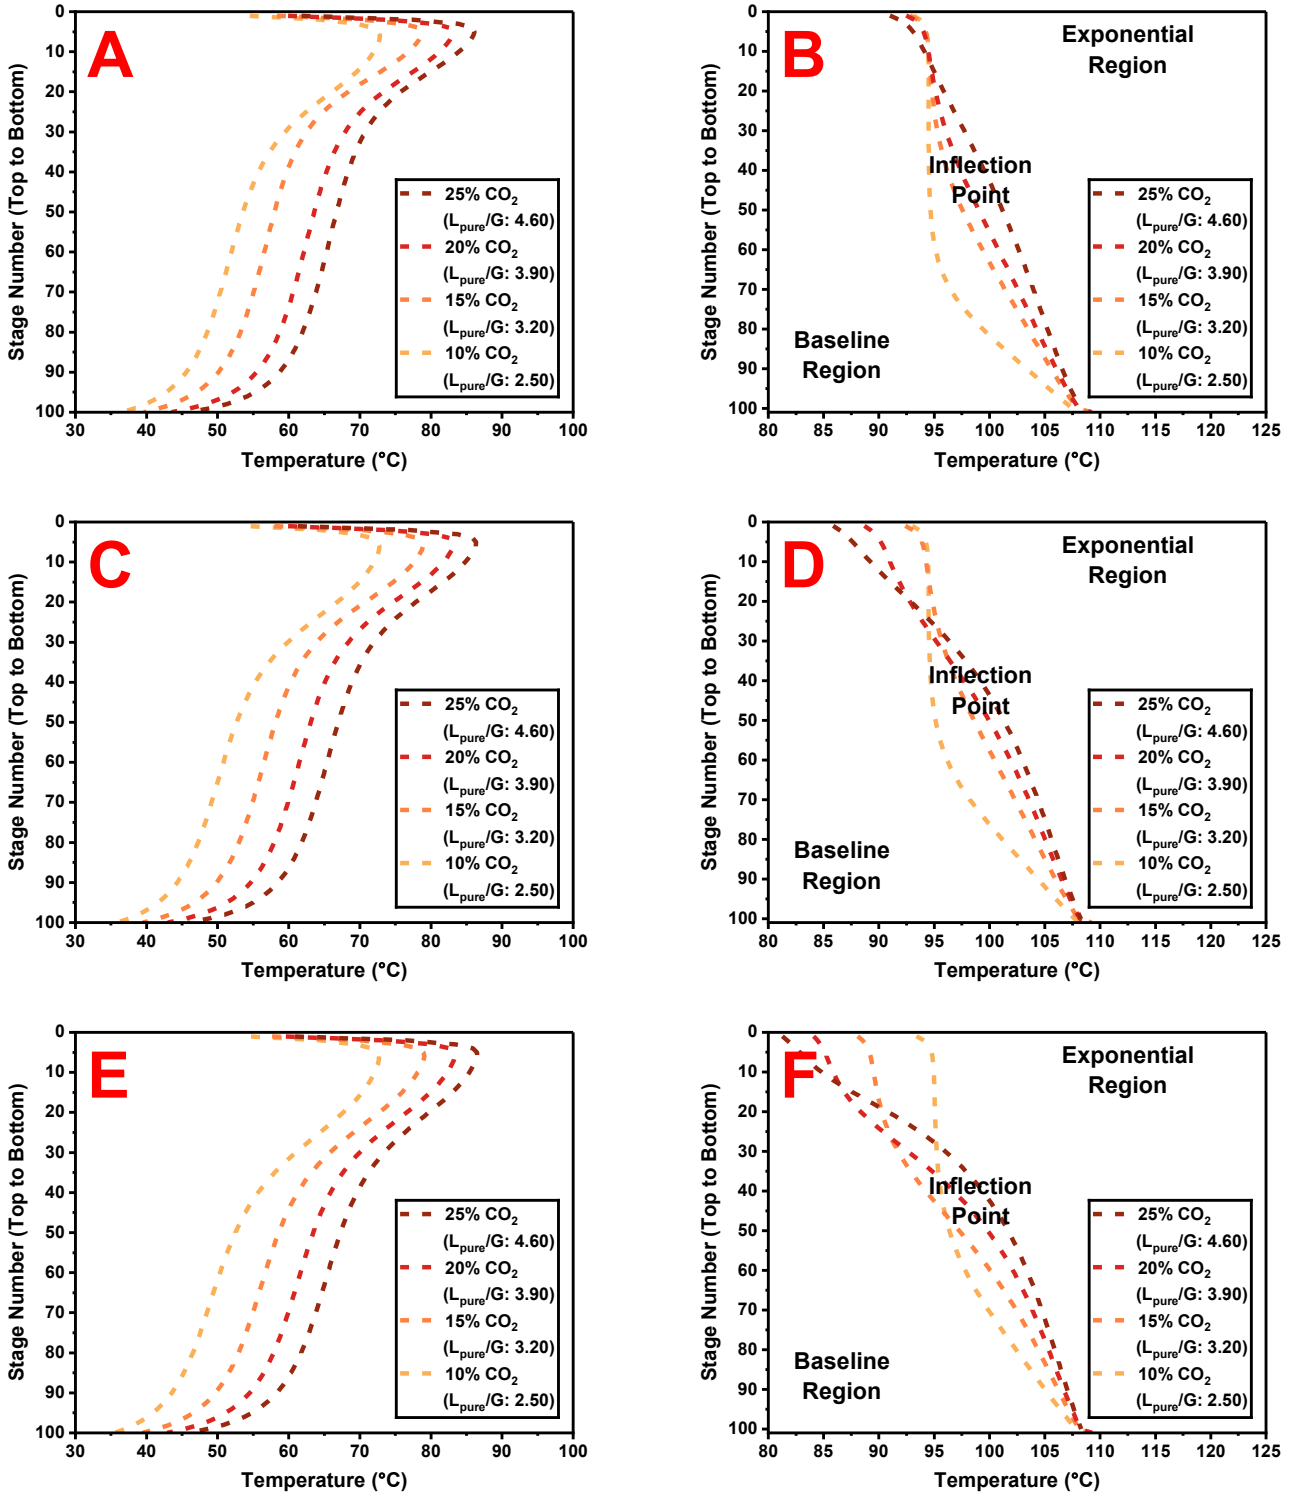 A
Stage Number (Top to Bottom)
0
10
20
30
40
50
60
70
80
90
100
25% CO₂
(Lpure/G: 4.60)
20% CO₂
(Lpure/G: 3.90)
15% CO₂
(Lpure/G: 3.20)
10% CO₂
(Lpure/G: 2.50)
30 40 50 60 70 80 90 100
Temperature (°C)
B
Stage Number (Top to Bottom)
0
10
20
30
40
50
60
70
80
90
100
Exponential
Region
Inflection
Point
Baseline
Region
25% CO₂
(Lpure/G: 4.60)
20% CO₂
(Lpure/G: 3.90)
15% CO₂
(Lpure/G: 3.20)
10% CO₂
(Lpure/G: 2.50)
80 85 90 95 100 105 110 115 120 125
Temperature (°C)
C
Stage Number (Top to Bottom)
0
10
20
30
40
50
60
70
80
90
100
25% CO₂
(Lpure/G: 4.60)
20% CO₂
(Lpure/G: 3.90)
15% CO₂
(Lpure/G: 3.20)
10% CO₂
(Lpure/G: 2.50)
30 40 50 60 70 80 90 100
Temperature (°C)
D
Stage Number (Top to Bottom)
0
10
20
30
40
50
60
70
80
90
100
Exponential
Region
Inflection
Point
Baseline
Region
25% CO₂
(Lpure/G: 4.60)
20% CO₂
(Lpure/G: 3.90)
15% CO₂
(Lpure/G: 3.20)
10% CO₂
(Lpure/G: 2.50)
80 85 90 95 100 105 110 115 120 125
Temperature (°C)
E
Stage Number (Top to Bottom)
0
10
20
30
40
50
60
70
80
90
100
25% CO₂
(Lpure/G: 4.60)
20% CO₂
(Lpure/G: 3.90)
15% CO₂
(Lpure/G: 3.20)
10% CO₂
(Lpure/G: 2.50)
30 40 50 60 70 80 90 100
Temperature (°C)
F
Stage Number (Top to Bottom)
0
10
20
30
40
50
60
70
80
90
100
Exponential
Region
Inflection
Point
Baseline
Region
25% CO₂
(Lpure/G: 4.60)
20% CO₂
(Lpure/G: 3.90)
15% CO₂
(Lpure/G: 3.20)
10% CO₂
(Lpure/G: 2.50)
80 85 90 95 100 105 110 115 120 125
Temperature (°C)